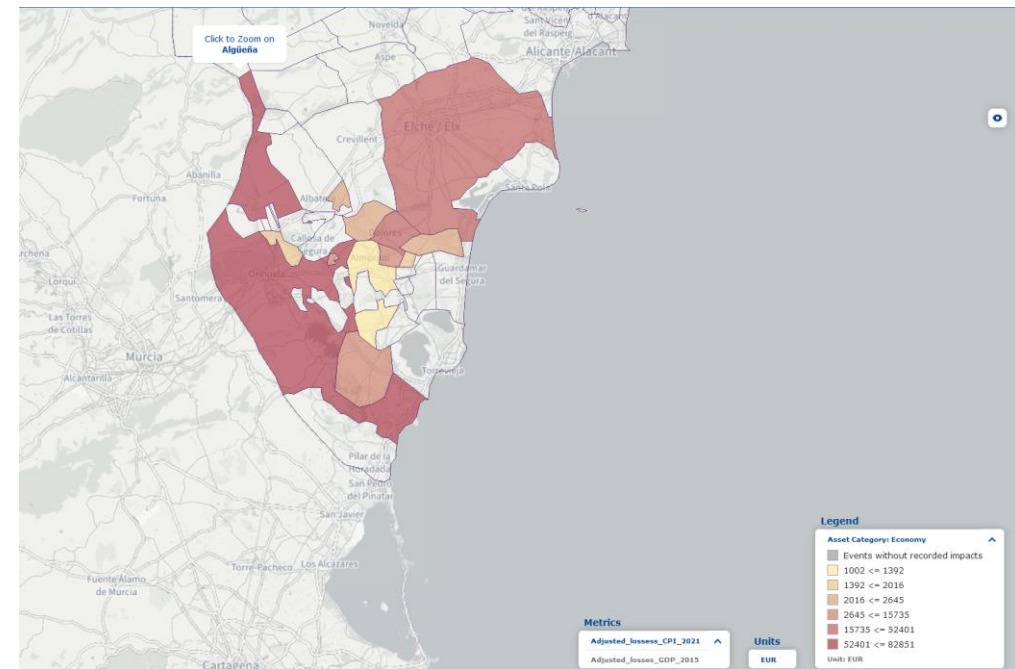 Novelda
Sant Vicent
del Raspeig
d'Alacant
Click to Zoom on
Algüeña
Alicante/Alacant
Aspe
Elche / Elx
Crevillent
Abanilla
Fortuna
Santa Pola
Dolores
Callosa de
Segura
Almoradí
Guardamar
del Segura
Orihuela
Lorquí
Santomera
Las Torres
de Cotillas
Murcia
Torrevieja
Alcantarilla
Pilar de la
Horadada
San Pedro
del Pinatar
San Javier
Torre-Pacheco
Los Alcázares
Fuente Álamo
de Murcia
Cartagena
Legend
Asset Category: Economy
Events without recorded impacts
1002 <= 1392
1392 <= 2016
2016 <= 2645
2645 <= 15735
15735 <= 52401
52401 <= 82851
Unit: EUR
Metrics
Adjusted_lossess_CPI_2021
Adjusted_losses_GDP_2015
Units
EUR